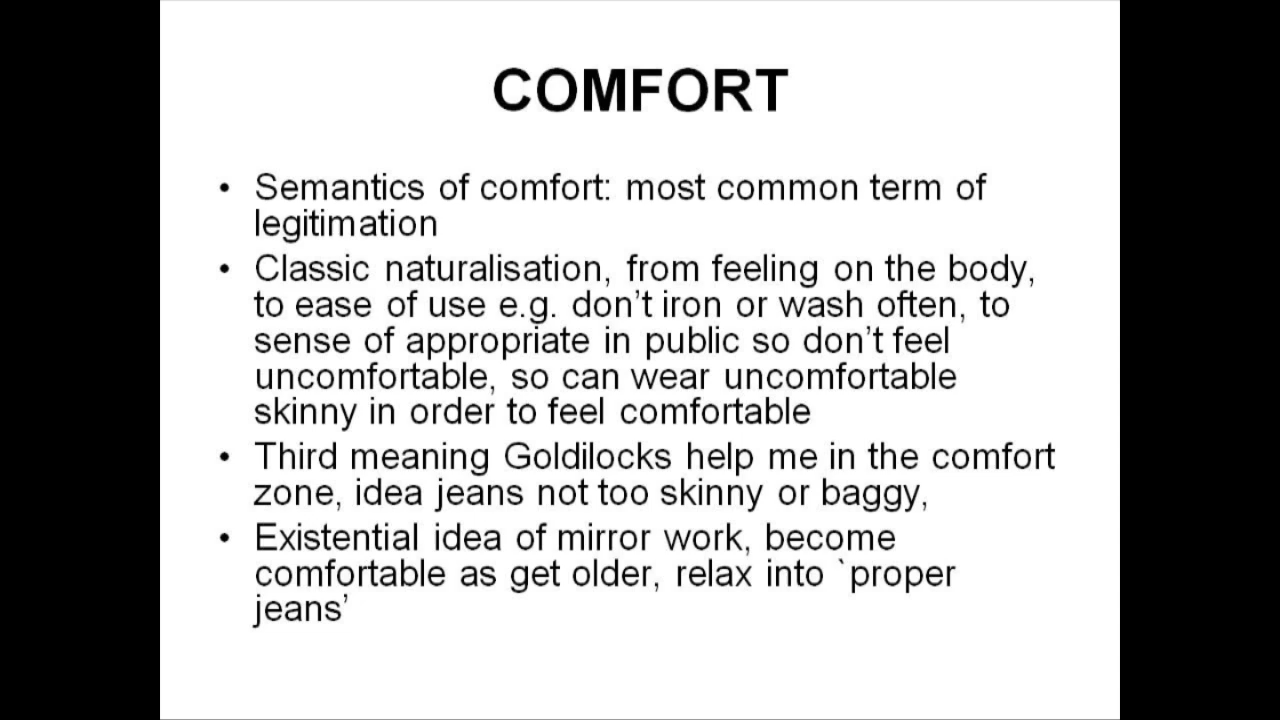 COMFORT
• Semantics of comfort: most common term of
legitimation
• Classic naturalisation, from feeling on the body,
to ease of use e.g. don’t iron or wash often, to
sense of appropriate in public so don’t feel
uncomfortable, so can wear uncomfortable
skinny in order to feel comfortable
• Third meaning Goldilocks help me in the comfort
zone, idea jeans not too skinny or baggy,
• Existential idea of mirror work, become
comfortable as get older, relax into `proper
jeans’